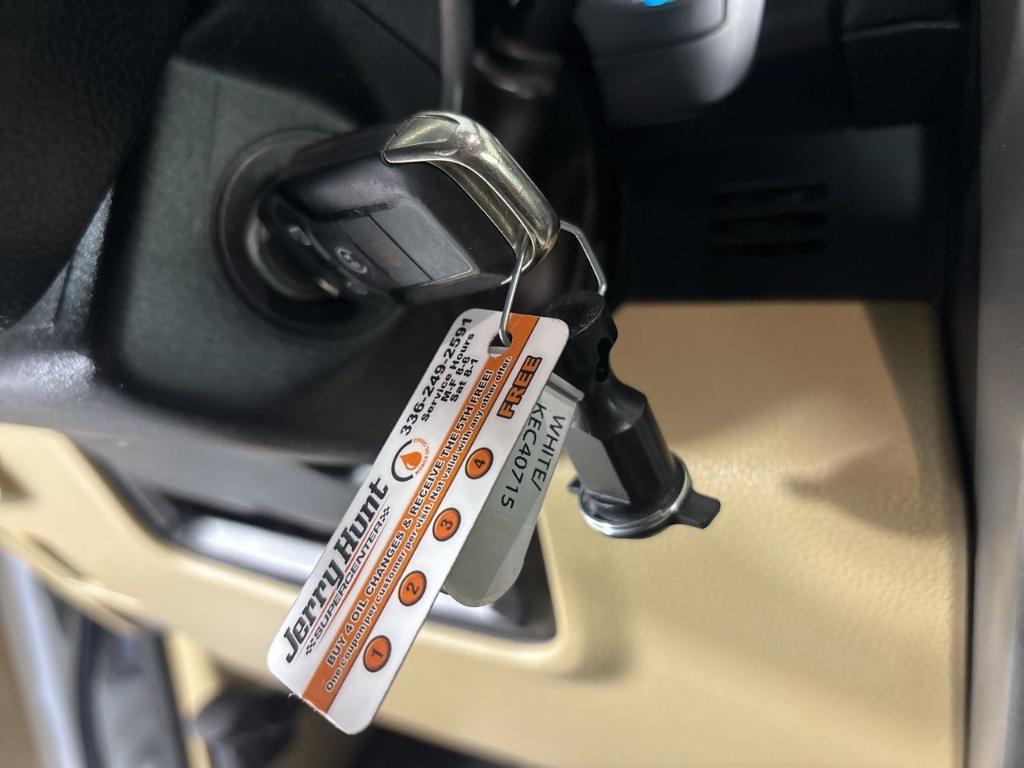 Jerry Hunt
SUPERCENTER
336-249-2591
Service Hours
M-F 8-6
Sat 8-1
BUY 4 OIL CHANGES & RECEIVE THE 5TH FREE!
One coupon per customer per visit. Not valid with any other offer.
1 2 3 4 FREE
WHITE/
KEC40715